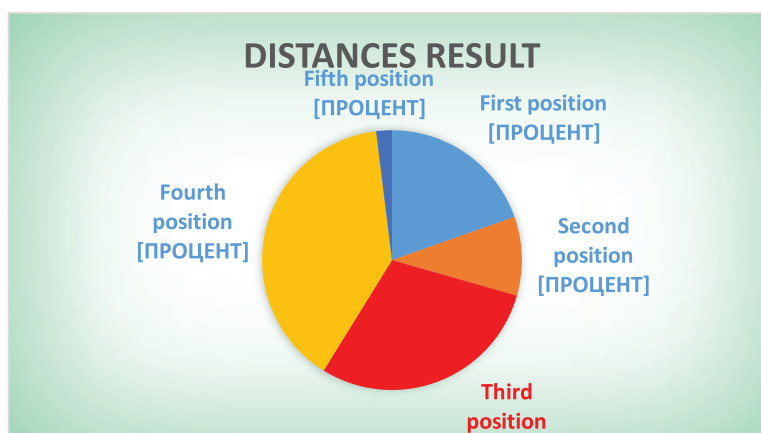 DISTANCES RESULT
Fifth position
[ПРОЦЕНТ]
First position
[ПРОЦЕНТ]
Fourth
position
[ПРОЦЕНТ]
Second
position
[ПРОЦЕНТ]
Third
position